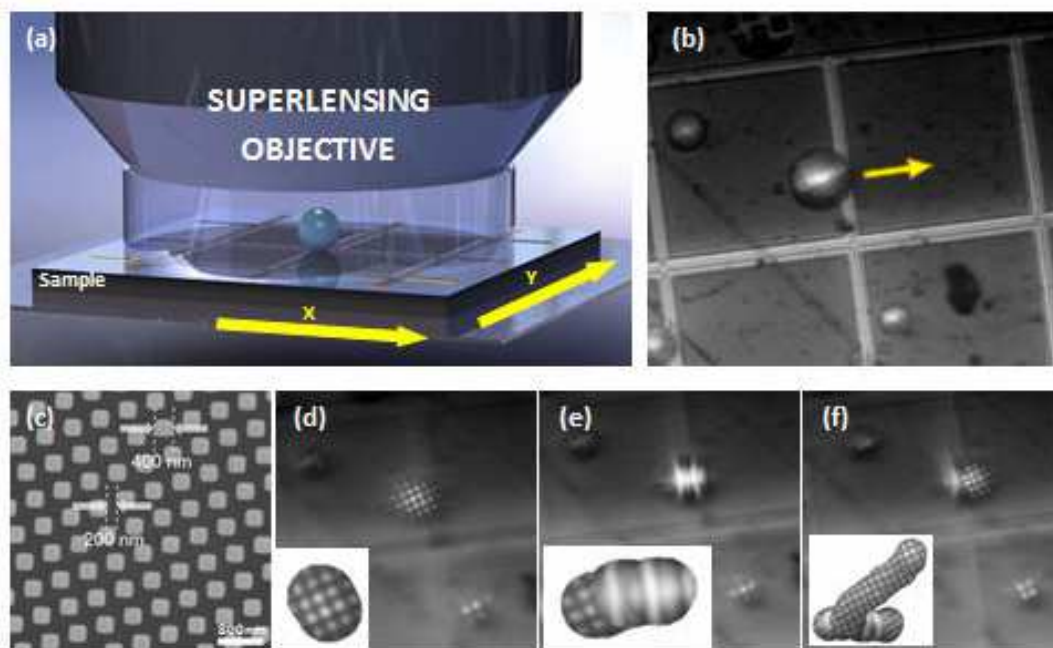 (a)
SUPERLENSING
OBJECTIVE
Sample
X
Y
(b)
(c)
400 nm
200 nm
800 nm
(d)
(e)
(f)